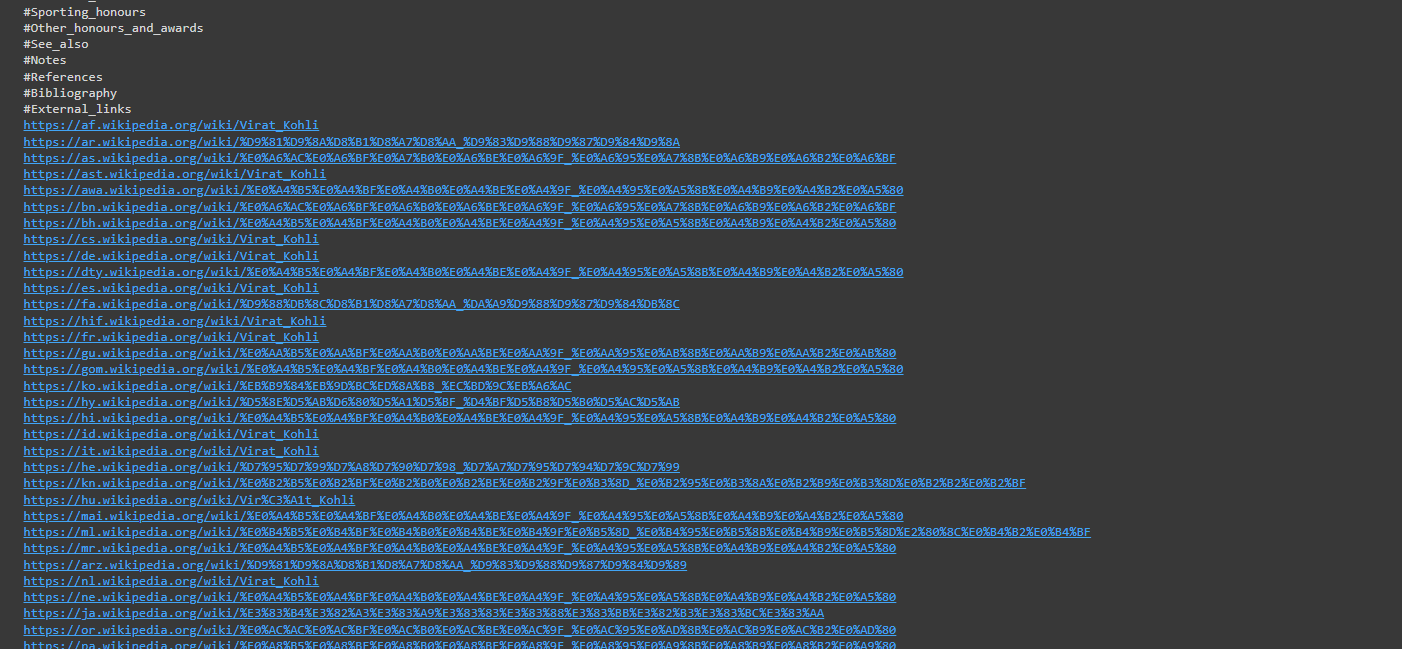 #Sporting_honours
#Other_honours_and_awards
#See_also
#Notes
#References
#Bibliography
#External_links
https://af.wikipedia.org/wiki/Virat_Kohli
https://ar.wikipedia.org/wiki/%D9%81%D9%8A%D8%B1%D8%A7%D8%AA_%D9%83%D9%88%D9%87%D9%84%D9%8A
https://as.wikipedia.org/wiki/%E0%A6%AC%E0%A6%BF%E0%A7%B0%E0%A6%BE%E0%A6%9F_%E0%A6%95%E0%A7%8B%E0%A6%B9%E0%A6%B2%E0%A6%BF
https://ast.wikipedia.org/wiki/Virat_Kohli
https://awa.wikipedia.org/wiki/%E0%A4%B5%E0%A4%BF%E0%A4%B0%E0%A4%BE%E0%A4%9F_%E0%A4%95%E0%A5%8B%E0%A4%B9%E0%A4%B2%E0%A5%80
https://bn.wikipedia.org/wiki/%E0%A6%AC%E0%A6%BF%E0%A6%B0%E0%A6%BE%E0%A6%9F_%E0%A6%95%E0%A7%8B%E0%A6%B9%E0%A6%B2%E0%A6%BF
https://bh.wikipedia.org/wiki/%E0%A4%B5%E0%A4%BF%E0%A4%B0%E0%A4%BE%E0%A4%9F_%E0%A4%95%E0%A5%8B%E0%A4%B9%E0%A4%B2%E0%A5%80
https://cs.wikipedia.org/wiki/Virat_Kohli
https://de.wikipedia.org/wiki/Virat_Kohli
https://dty.wikipedia.org/wiki/%E0%A4%B5%E0%A4%BF%E0%A4%B0%E0%A4%BE%E0%A4%9F_%E0%A4%95%E0%A5%8B%E0%A4%B9%E0%A4%B2%E0%A5%80
https://es.wikipedia.org/wiki/Virat_Kohli
https://fa.wikipedia.org/wiki/%D9%88%DB%8C%D8%B1%D8%A7%D8%AA_%DA%A9%D9%88%D9%87%D9%84%DB%8C
https://hif.wikipedia.org/wiki/Virat_Kohli
https://fr.wikipedia.org/wiki/Virat_Kohli
https://gu.wikipedia.org/wiki/%E0%AA%B5%E0%AA%BF%E0%AA%B0%E0%AA%BE%E0%AA%9F_%E0%AA%95%E0%AB%8B%E0%AA%B9%E0%AA%B2%E0%AB%80
https://gom.wikipedia.org/wiki/%E0%A4%B5%E0%A4%BF%E0%A4%B0%E0%A4%BE%E0%A4%9F_%E0%A4%95%E0%A5%8B%E0%A4%B9%E0%A4%B2%E0%A5%80
https://ko.wikipedia.org/wiki/%EB%B9%84%EB%9D%BC%ED%8A%B8_%EC%BD%9C%EB%A6%AC
https://hy.wikipedia.org/wiki/%D5%8E%D5%AB%D6%80%D5%A1%D5%BF_%D4%BF%D5%B8%D5%B0%D5%AC%D5%AB
https://hi.wikipedia.org/wiki/%E0%A4%B5%E0%A4%BF%E0%A4%B0%E0%A4%BE%E0%A4%9F_%E0%A4%95%E0%A5%8B%E0%A4%B9%E0%A4%B2%E0%A5%80
https://id.wikipedia.org/wiki/Virat_Kohli
https://it.wikipedia.org/wiki/Virat_Kohli
https://he.wikipedia.org/wiki/%D7%95%D7%99%D7%A8%D7%90%D7%98_%D7%A7%D7%95%D7%94%D7%9C%D7%99
https://kn.wikipedia.org/wiki/%E0%B2%B5%E0%B2%BF%E0%B2%B0%E0%B2%BE%E0%B2%9F%E0%B3%8D_%E0%B2%95%E0%B3%8A%E0%B2%B9%E0%B3%8D%E0%B2%B2%E0%B2%BF
https://hu.wikipedia.org/wiki/Vir%C3%A1t_Kohli
https://mai.wikipedia.org/wiki/%E0%A4%B5%E0%A4%BF%E0%A4%B0%E0%A4%BE%E0%A4%9F_%E0%A4%95%E0%A5%8B%E0%A4%B9%E0%A4%B2%E0%A5%80
https://ml.wikipedia.org/wiki/%E0%B4%B5%E0%B4%BF%E0%B4%B0%E0%B4%BE%E0%B4%9F%E0%B5%8D_%E0%B4%95%E0%B5%8B%E0%B4%B9%E0%B5%8D%E2%80%8C%E0%B4%B2%E0%B4%BF
https://mr.wikipedia.org/wiki/%E0%A4%B5%E0%A4%BF%E0%A4%B0%E0%A4%BE%E0%A4%9F_%E0%A4%95%E0%A5%8B%E0%A4%B9%E0%A4%B2%E0%A5%80
https://arz.wikipedia.org/wiki/%D9%81%D9%8A%D8%B1%D8%A7%D8%AA_%D9%83%D9%88%D9%87%D9%84%D9%89
https://nl.wikipedia.org/wiki/Virat_Kohli
https://ne.wikipedia.org/wiki/%E0%A4%B5%E0%A4%BF%E0%A4%B0%E0%A4%BE%E0%A4%9F_%E0%A4%95%E0%A5%8B%E0%A4%B9%E0%A4%B2%E0%A5%80
https://ja.wikipedia.org/wiki/%E3%83%B4%E3%82%A3%E3%83%A9%E3%83%83%E3%83%88%E3%83%BB%E3%82%B3%E3%83%BC%E3%83%AA
https://or.wikipedia.org/wiki/%E0%AC%AC%E0%AC%BF%E0%AC%B0%E0%AC%BE%E0%AC%9F_%E0%AC%95%E0%AD%8B%E0%AC%B9%E0%AC%B2%E0%AD%80
https://pa.wikipedia.org/wiki/%E0%A8%B5%E0%A8%BF%E0%A8%B0%E0%A8%BE%E0%A8%9F_%E0%A8%95%E0%A9%8B%E0%A8%B9%E0%A8%B2%E0%A9%80